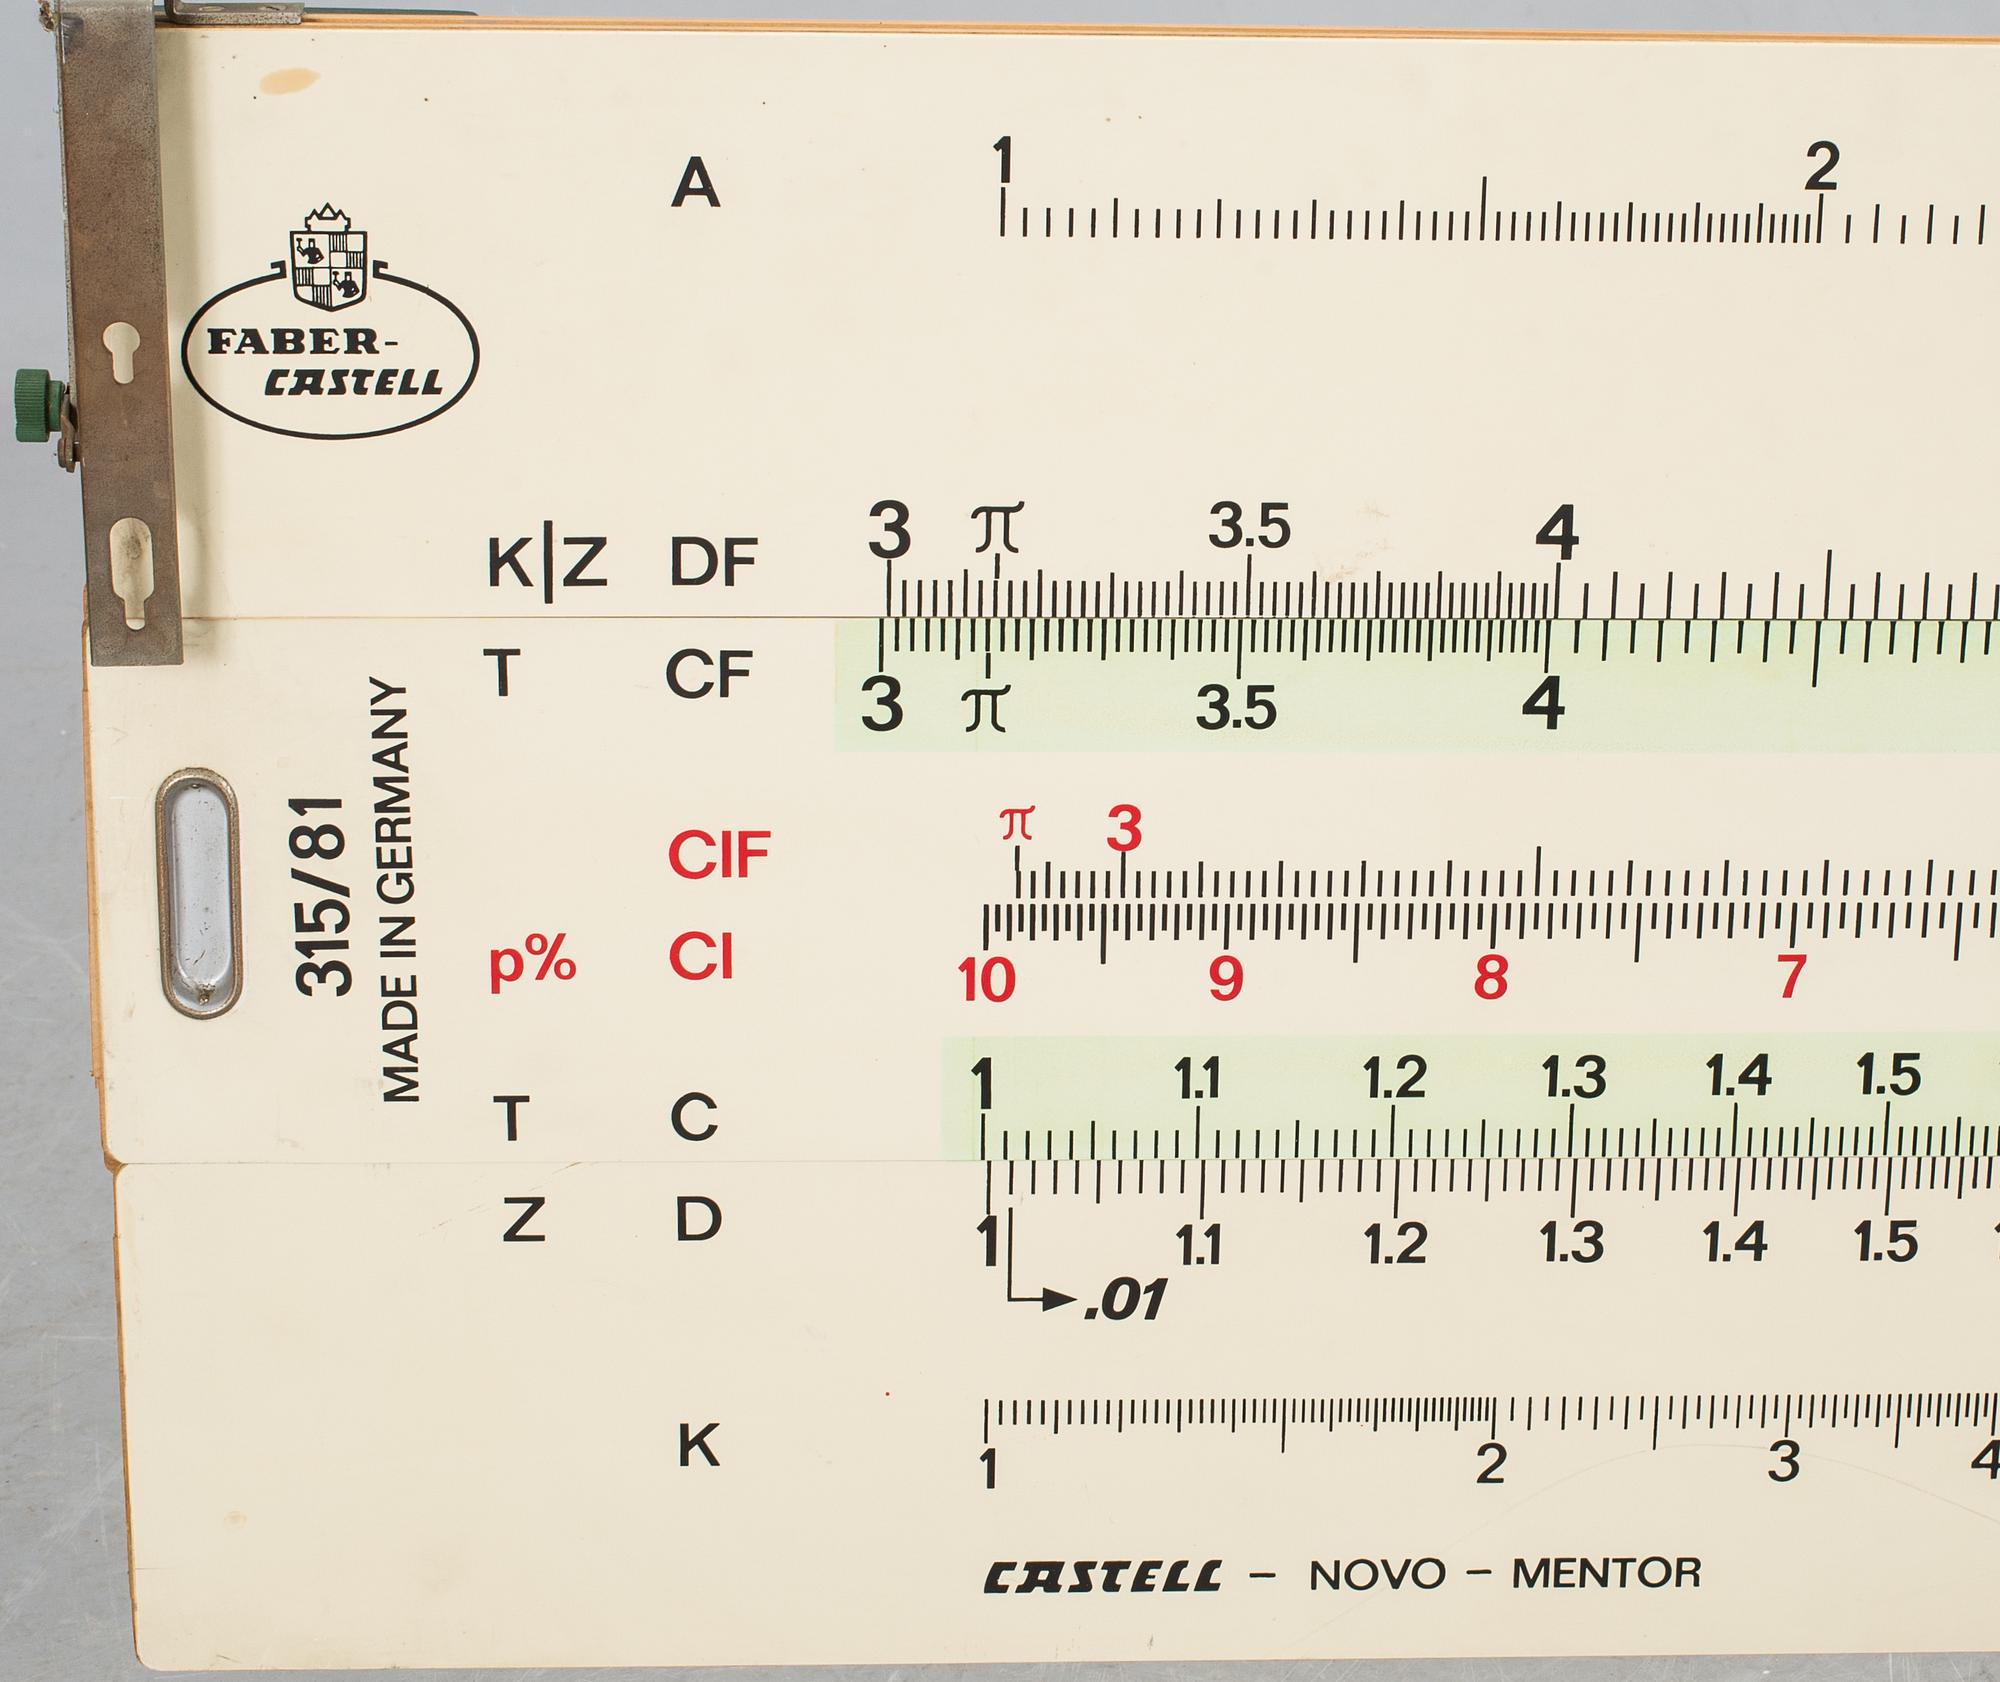 A 1 2
FABER-
CASTELL
3 π 3.5 4
K|Z DF
T CF
3 π 3.5 4
315/81
MADE IN GERMANY
π 3
CIF
p% CI
10 9 8 7
1 1.1 1.2 1.3 1.4 1.5
T C
Z D
1 1.1 1.2 1.3 1.4 1.5
.01
K
1 2 3 4
CASTELL – NOVO – MENTOR